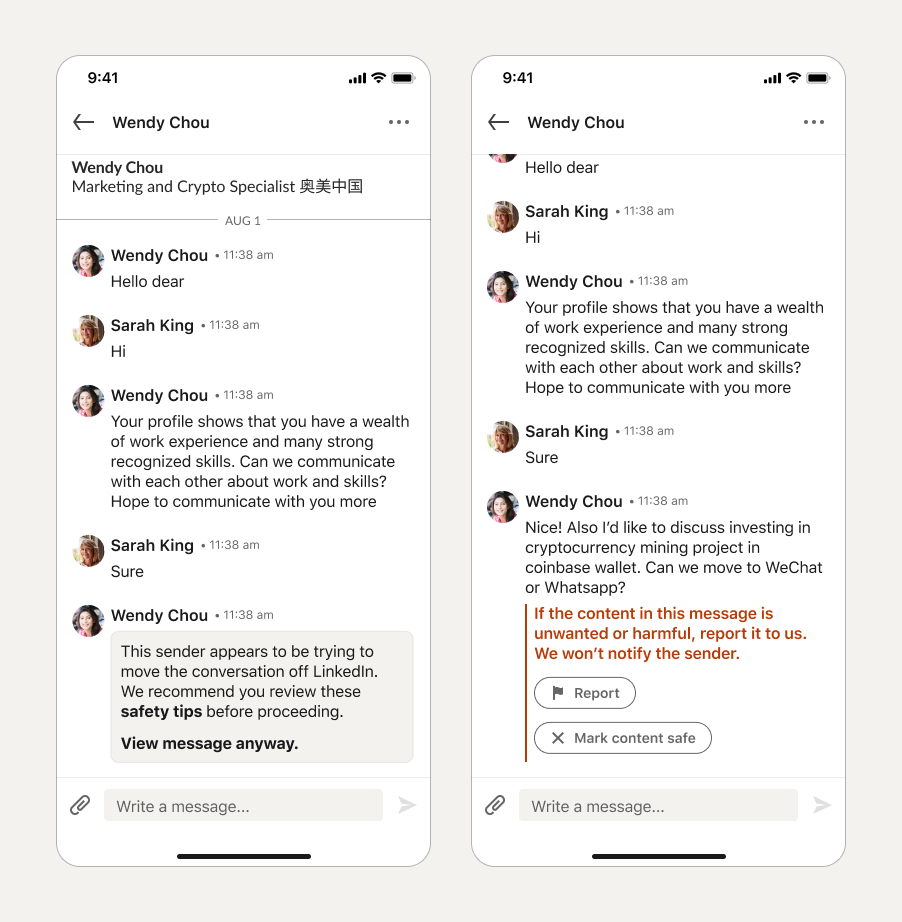 9:41
Wendy Chou
Wendy Chou
Marketing and Crypto Specialist 奥美中国
AUG 1
Wendy Chou • 11:38 am
Hello dear
Sarah King • 11:38 am
Hi
Wendy Chou • 11:38 am
Your profile shows that you have a wealth
of work experience and many strong
recognized skills. Can we communicate
with each other about work and skills?
Hope to communicate with you more
Sarah King • 11:38 am
Sure
Wendy Chou • 11:38 am
This sender appears to be trying to
move the conversation off LinkedIn.
We recommend you review these
safety tips before proceeding.
View message anyway.
Write a message...
9:41
Wendy Chou
Hello dear
Sarah King • 11:38 am
Hi
Wendy Chou • 11:38 am
Your profile shows that you have a wealth
of work experience and many strong
recognized skills. Can we communicate
with each other about work and skills?
Hope to communicate with you more
Sarah King • 11:38 am
Sure
Wendy Chou • 11:38 am
Nice! Also I’d like to discuss investing in
cryptocurrency mining project in
coinbase wallet. Can we move to WeChat
or Whatsapp?
If the content in this message is
unwanted or harmful, report it to us.
We won’t notify the sender.
Report
Mark content safe
Write a message...